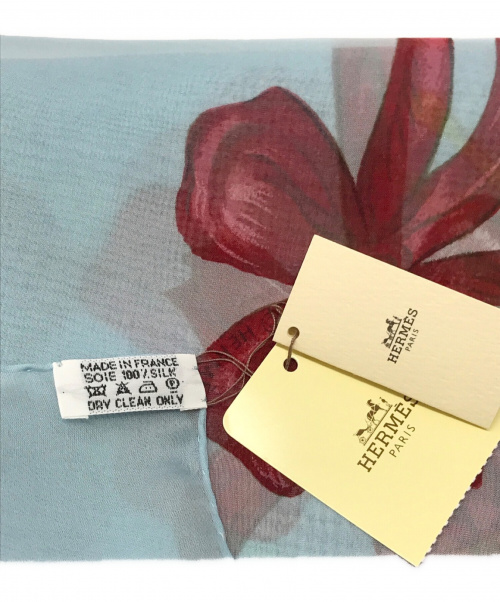 MADE IN FRANCE
SOIE 100% SILK
DRY CLEAN ONLY
HERMES
PARIS
HERMES
PARIS